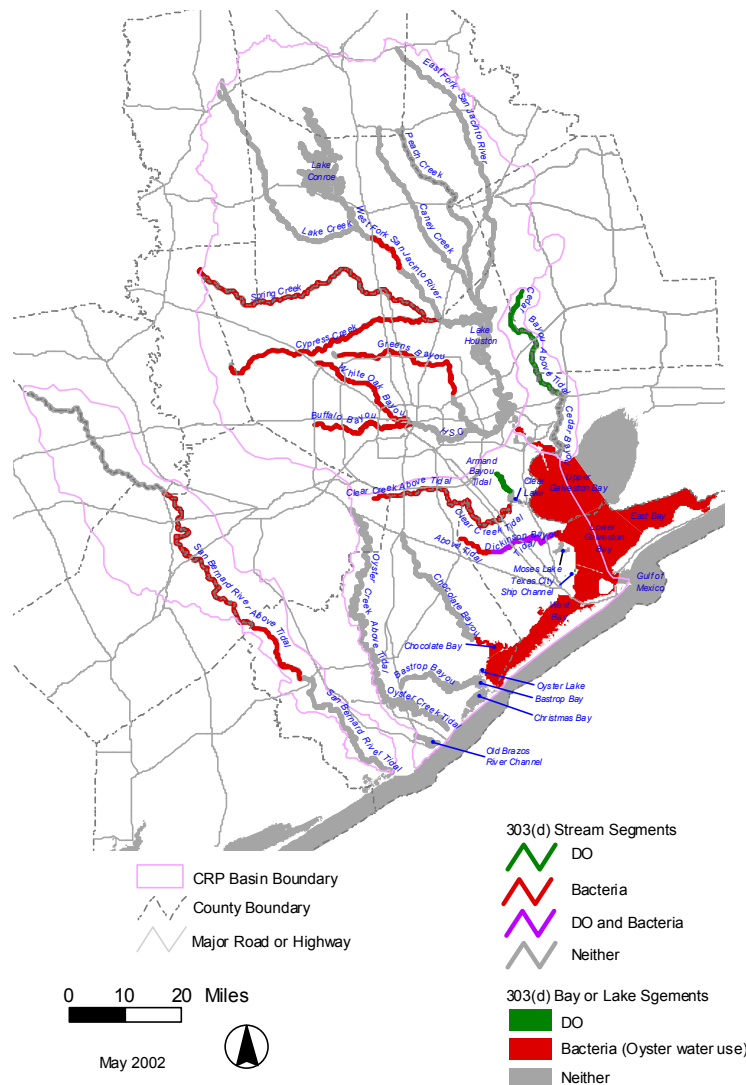 East Fork San Jacinto River
Peach Creek
Lake
Conroe
Caney Creek
Lake Creek
West Fork San Jacinto River
Spring Creek
Cedar Bayou Above Tidal
Lake
Houston
Cypress Creek
Greens Bayou
White Oak Bayou
Buffalo Bayou
HSC
Cedar Bayou
Armand
Bayou
Tidal
Clear
Lake
Upper
Galveston Bay
Clear Creek Above Tidal
Clear Creek Tidal
East Bay
Lower
Galveston
Bay
Dickinson Bayou
Tidal
Above Tidal
Moses Lake
Texas City
Ship Channel
Gulf of
Mexico
San Bernard River Above Tidal
Oyster Creek Above Tidal
Chocolate Bayou
West
Bay
Chocolate Bay
Bastrop Bayou
Oyster Lake
Bastrop Bay
Oyster Creek Tidal
Christmas Bay
San Bernard River Tidal
Old Brazos
River Channel
CRP Basin Boundary
County Boundary
Major Road or Highway
303(d) Stream Segments
DO
Bacteria
DO and Bacteria
Neither
0 10 20 Miles
May 2002
303(d) Bay or Lake Sgements
DO
Bacteria (Oyster water use)
Neither